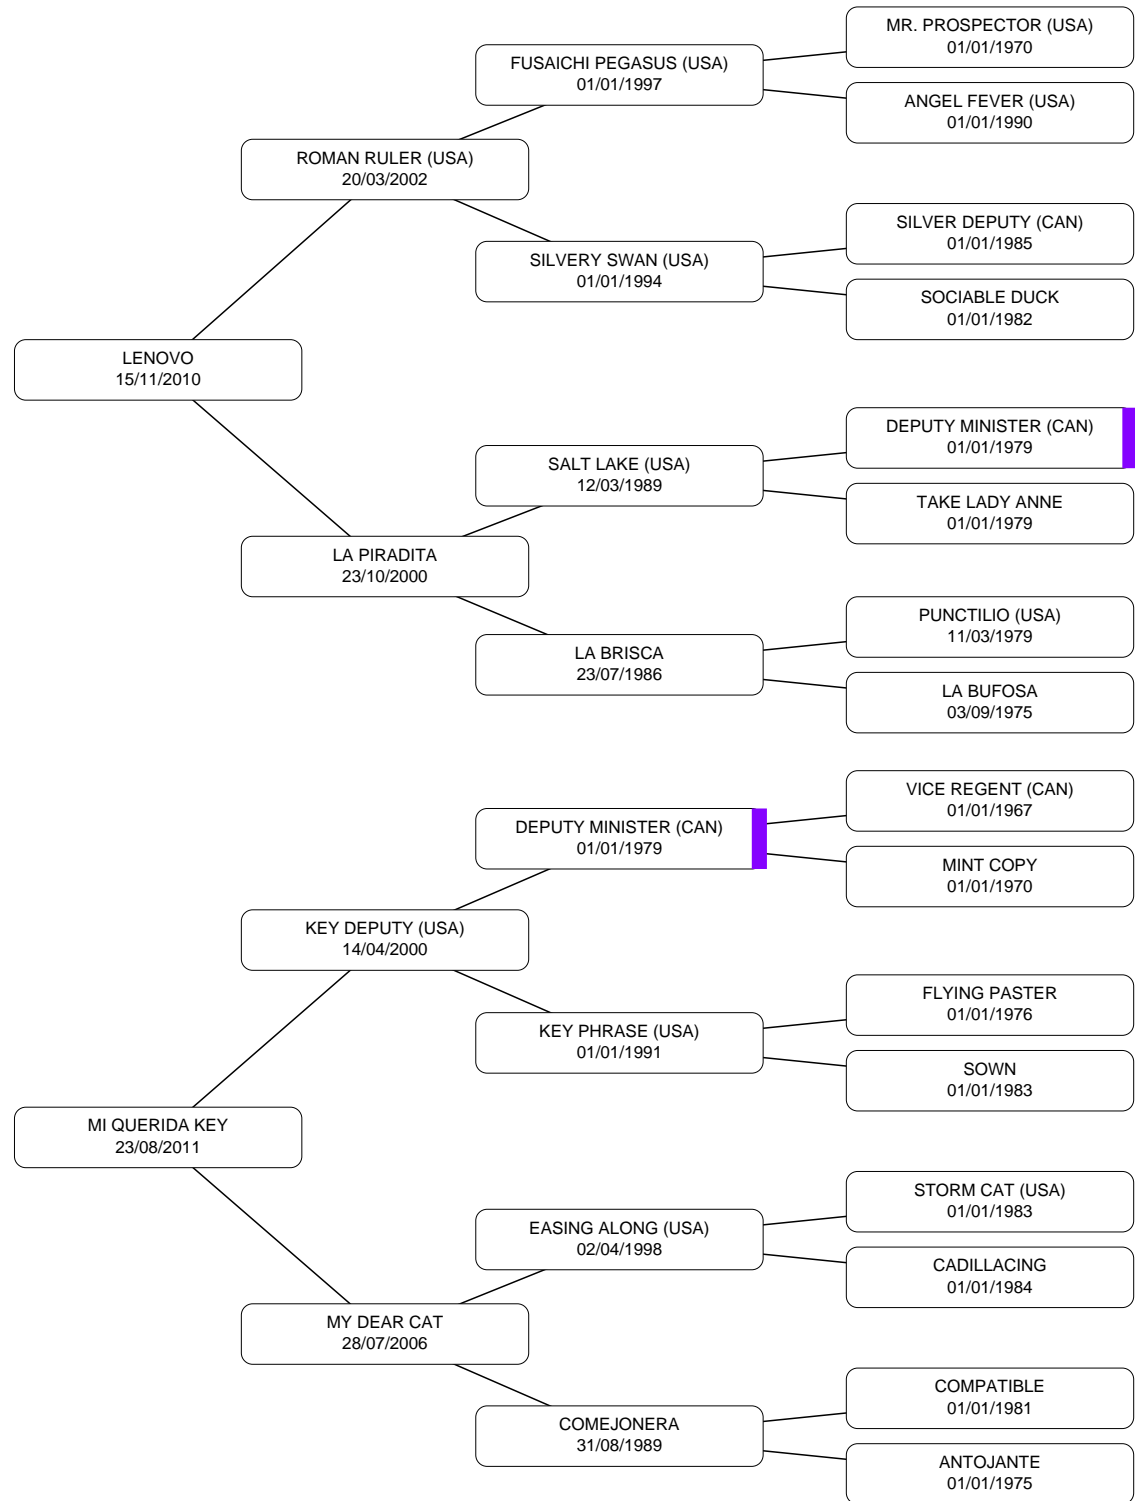 MR. PROSPECTOR (USA)
01/01/1970
FUSAICHI PEGASUS (USA)
01/01/1997
ANGEL FEVER (USA)
01/01/1990
ROMAN RULER (USA)
20/03/2002
SILVER DEPUTY (CAN)
01/01/1985
SILVERY SWAN (USA)
01/01/1994
SOCIABLE DUCK
01/01/1982
LENOVO
15/11/2010
DEPUTY MINISTER (CAN)
01/01/1979
SALT LAKE (USA)
12/03/1989
TAKE LADY ANNE
01/01/1979
LA PIRADITA
23/10/2000
PUNCTILIO (USA)
11/03/1979
LA BRISCA
23/07/1986
LA BUFOSA
03/09/1975
VICE REGENT (CAN)
01/01/1967
DEPUTY MINISTER (CAN)
01/01/1979
MINT COPY
01/01/1970
KEY DEPUTY (USA)
14/04/2000
FLYING PASTER
01/01/1976
KEY PHRASE (USA)
01/01/1991
SOWN
01/01/1983
MI QUERIDA KEY
23/08/2011
STORM CAT (USA)
01/01/1983
EASING ALONG (USA)
02/04/1998
CADILLACING
01/01/1984
MY DEAR CAT
28/07/2006
COMPATIBLE
01/01/1981
COMEJONERA
31/08/1989
ANTOJANTE
01/01/1975